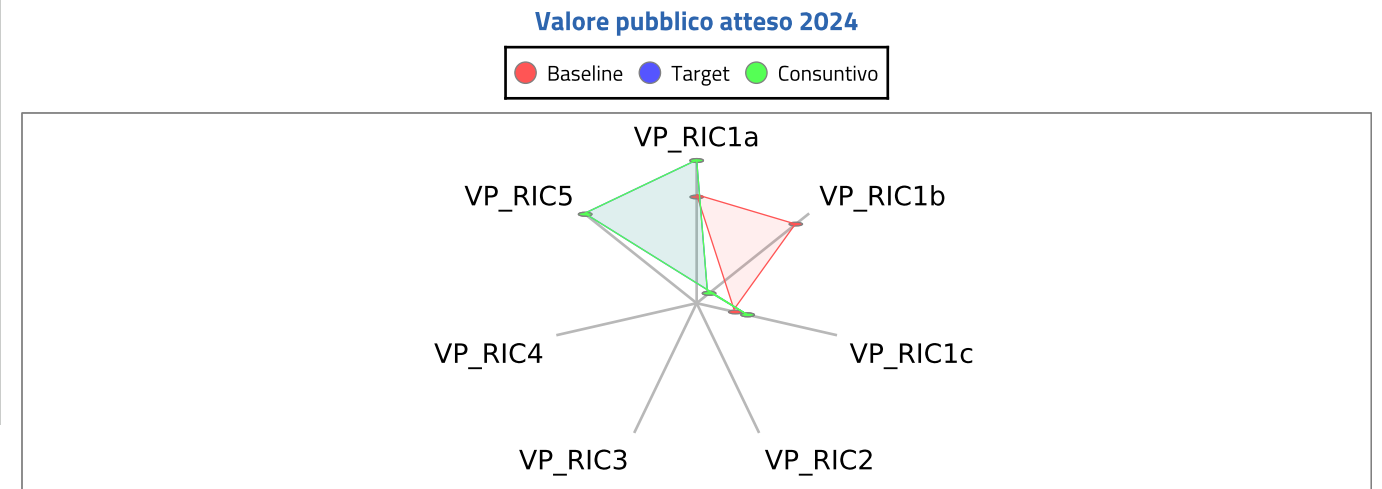 Valore pubblico atteso 2024
Baseline Target Consuntivo
VP_RIC1a
VP_RIC5 VP_RIC1b
VP_RIC4 VP_RIC1c
VP_RIC3 VP_RIC2